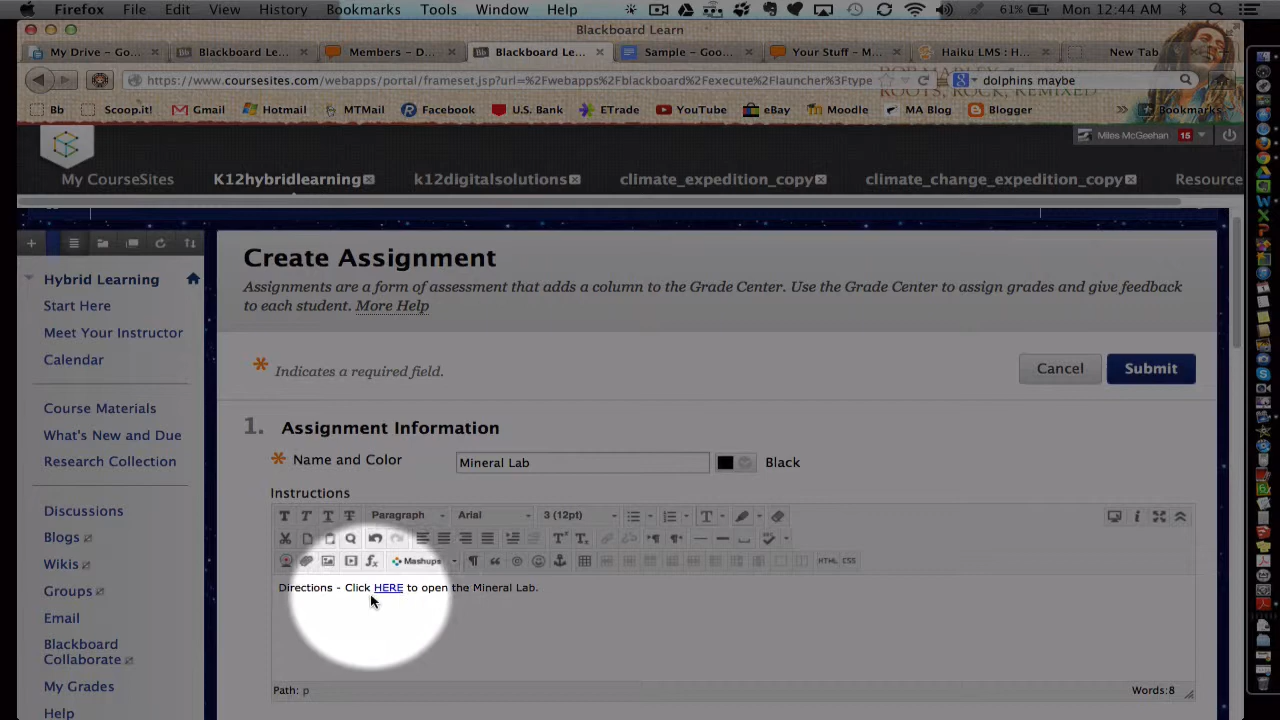 Firefox File Edit View History Bookmarks Tools Window Help 61% Mon 12:44 AM
Blackboard Learn
My Drive – Go... Blackboard Lea... Members – D... Blackboard Le... Sample – Goo... Your Stuff – M... Haiku LMS : H... New Tab
https://www.coursesites.com/webapps/portal/frameset.jsp?url=%2Fwebapps%2Fblackboard%2Fexecute%2Flauncher%3Ftype dolphins maybe
ROOTS, ROCK, REMIXED
Bb Scoop.it! Gmail Hotmail MTMail Facebook U.S. Bank ETrade YouTube eBay Moodle MA Blog Blogger Bookmarks
Miles McGeehan 15
My CourseSites K12hybridlearning k12digitalsolutions climate_expedition_copy climate_change_expedition_copy Resource
Hybrid Learning
Start Here
Meet Your Instructor
Calendar
Course Materials
What's New and Due
Research Collection
Discussions
Blogs
Wikis
Groups
Email
Blackboard
Collaborate
My Grades
Help
Create Assignment
Assignments are a form of assessment that adds a column to the Grade Center. Use the Grade Center to assign grades and give feedback
to each student. More Help
Indicates a required field.
Cancel Submit
1. Assignment Information
Name and Color Mineral Lab Black
Instructions
T T T T Paragraph Arial 3 (12pt) T
Mashups HTML CSS
Directions - Click HERE to open the Mineral Lab.
Path: p Words:8